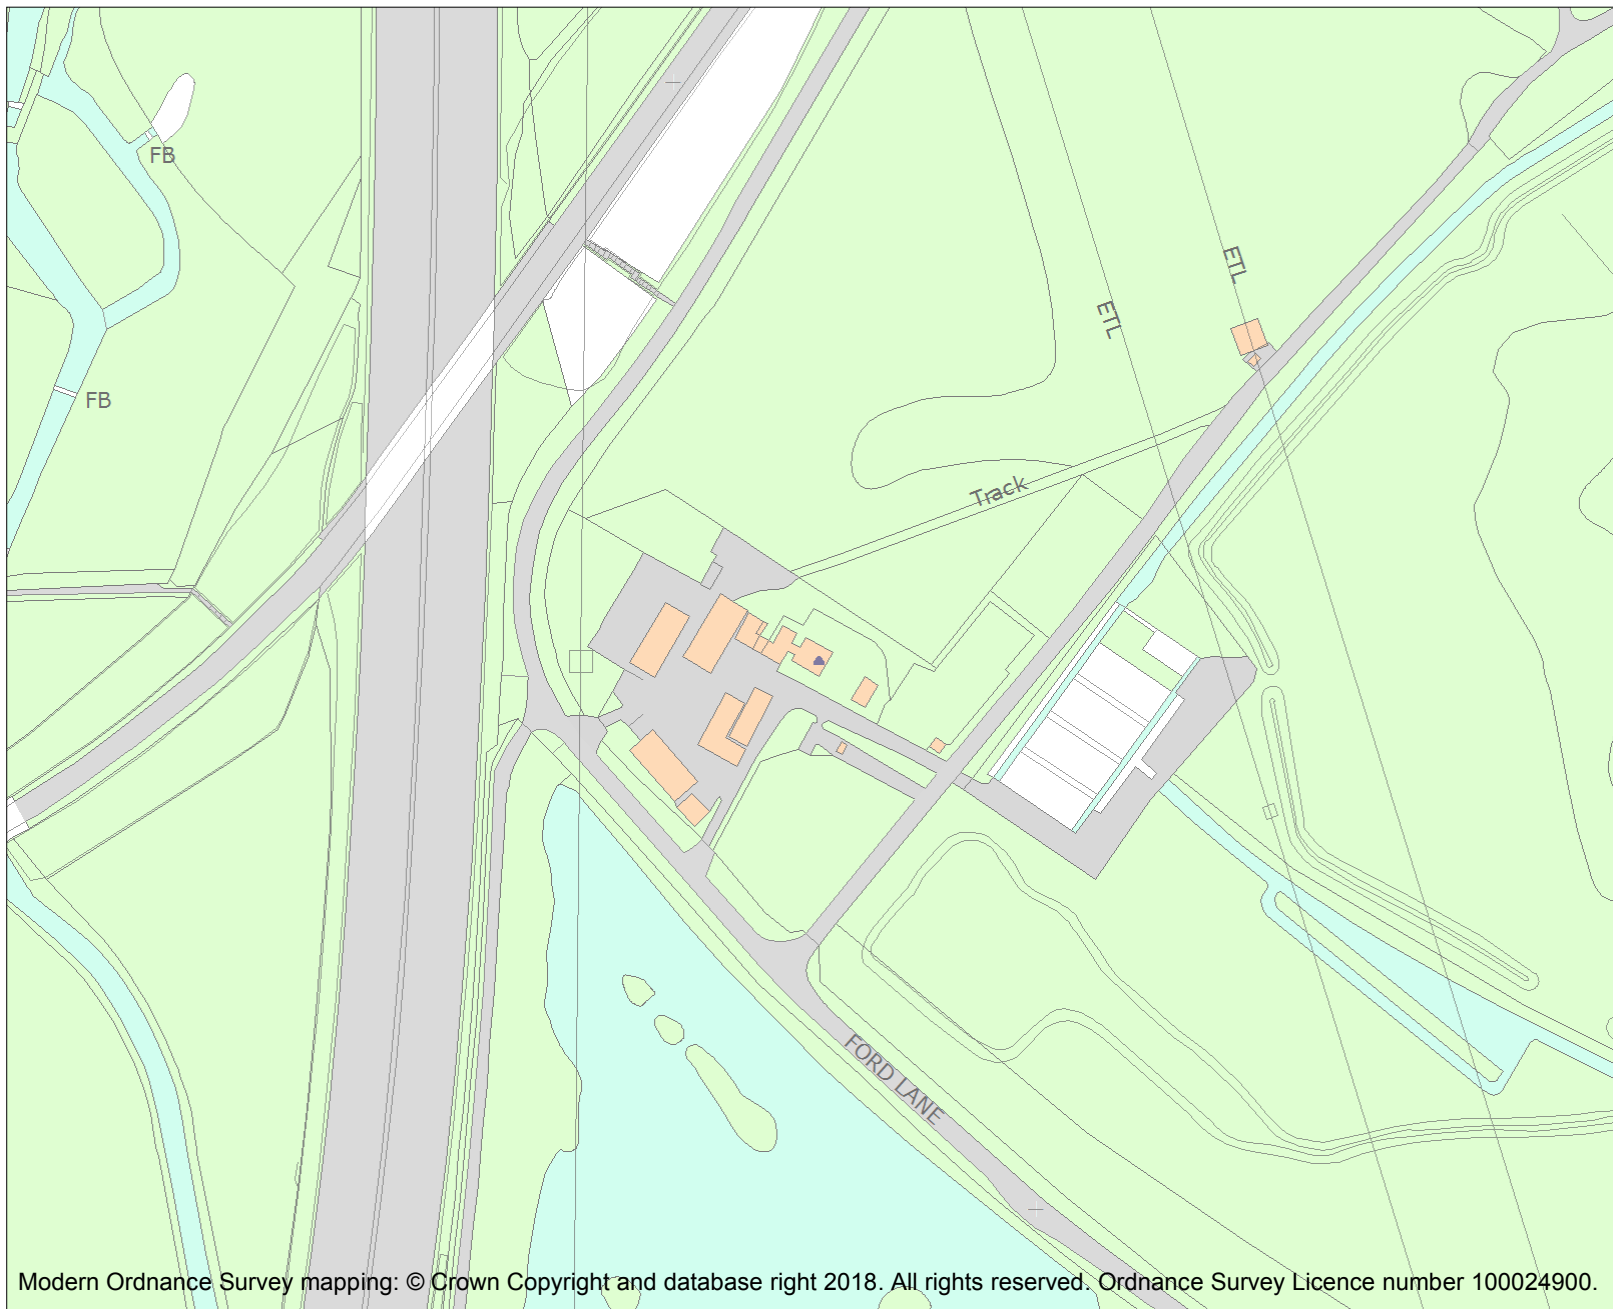 FB
ETL
ETL
FB
Track
FORD LANE
Modern Ordnance Survey mapping: © Crown Copyright and database right 2018. All rights reserved. Ordnance Survey Licence number 100024900.